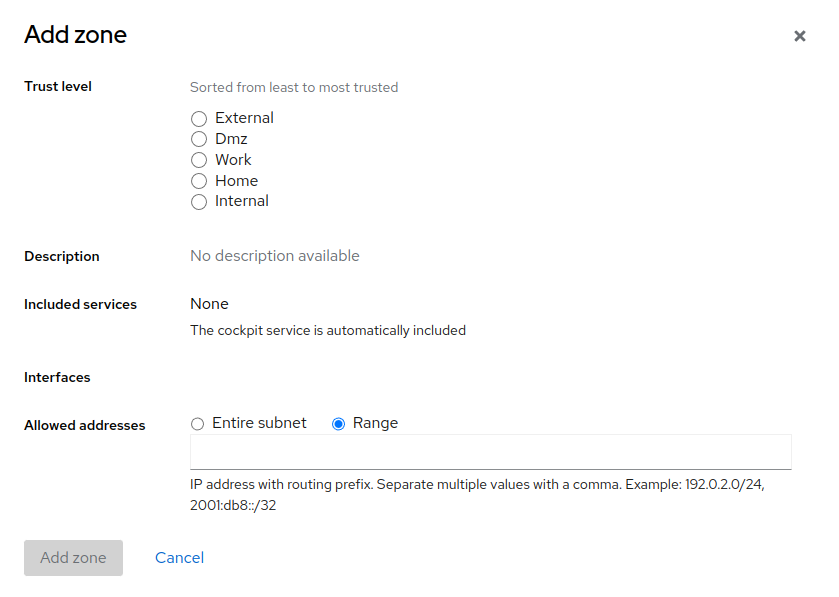 Add zone
Trust level
Sorted from least to most trusted
External
Dmz
Work
Home
Internal
Description
No description available
Included services
None
The cockpit service is automatically included
Interfaces
Allowed addresses
Entire subnet
Range
IP address with routing prefix. Separate multiple values with a comma. Example: 192.0.2.0/24,
2001:db8::/32
Add zone
Cancel